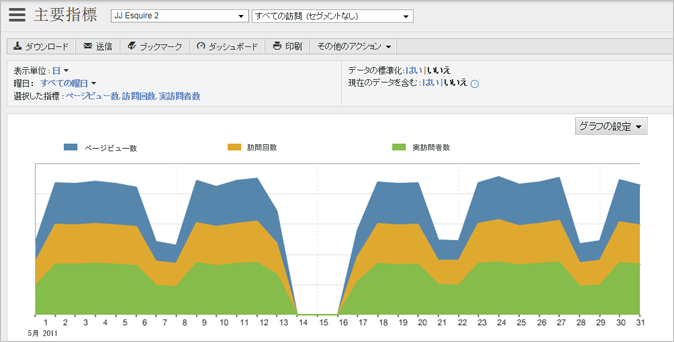 主要指標 JJ Esquire 2 すべての訪問 (セグメントなし)
ダウンロード 送信 ブックマーク ダッシュボード 印刷 その他のアクション
表示単位: 日 データの標準化: はい | いいえ
曜日: すべての曜日 現在のデータを含む: はい | いいえ
選択した指標: ページビュー数, 訪問回数, 実訪問者数
グラフの設定
ページビュー数 訪問回数 実訪問者数
1 2 3 4 5 6 7 8 9 10 11 12 13 14 15 16 17 18 19 20 21 22 23 24 25 26 27 28 29 30 31
5月 2011